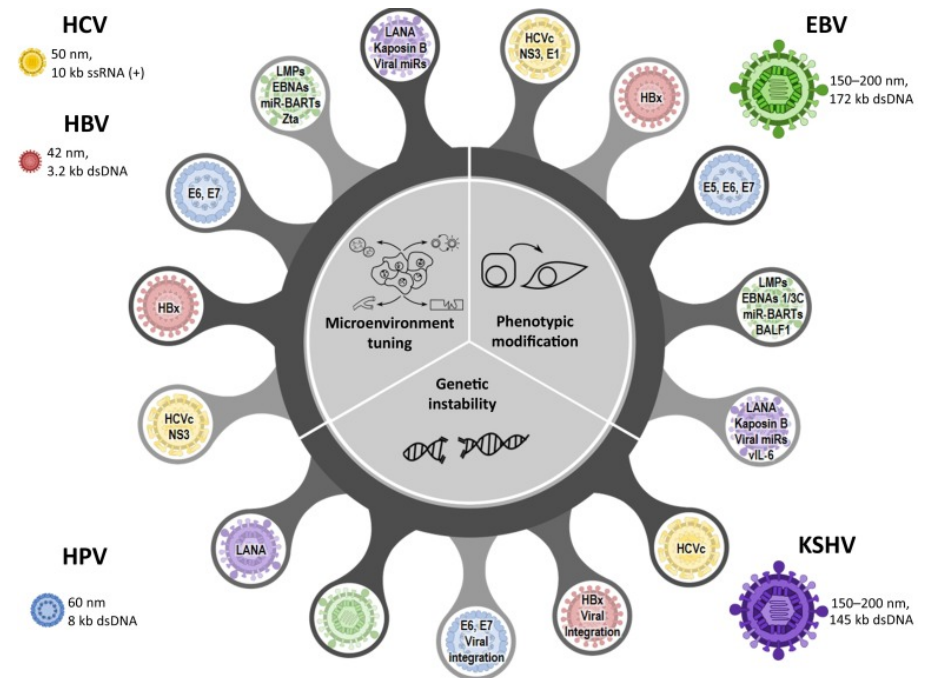 HCV
50 nm,
10 kb ssRNA (+)
HBV
42 nm,
3.2 kb dsDNA
EBV
150–200 nm,
172 kb dsDNA
LANA
Kaposin B
Viral miRs
HCVc
NS3, E1
HBx
E5, E6, E7
LMPs
EBNAs 1/3C
miR-BARTs
BALF1
LANA
Kaposin B
Viral miRs
vIL-6
HCVc
HBx
Viral
Integration
E6, E7
Viral
integration
LANA
HCVc
NS3
HBx
E6, E7
LMPs
EBNAs
miR-BARTs
Zta
Microenvironment
tuning
Phenotypic
modification
Genetic
instability
HPV
60 nm
8 kb dsDNA
KSHV
150–200 nm,
145 kb dsDNA